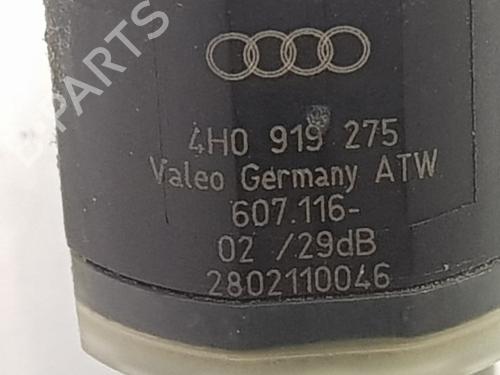 4H0 919 275
Valeo Germany ATW
607.116-
02 /29dB
2802110046
PARTS